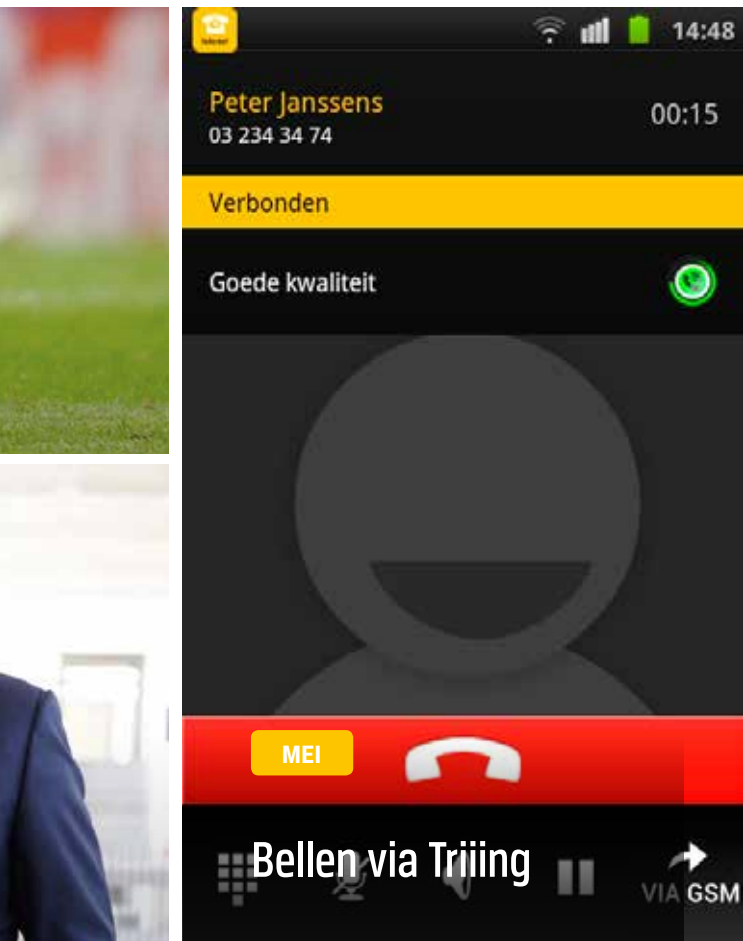 14:48
Peter Janssens
00:15
03 234 34 74
Verbonden
Goede kwaliteit
MEI
Bellen via Triiing
VIA GSM